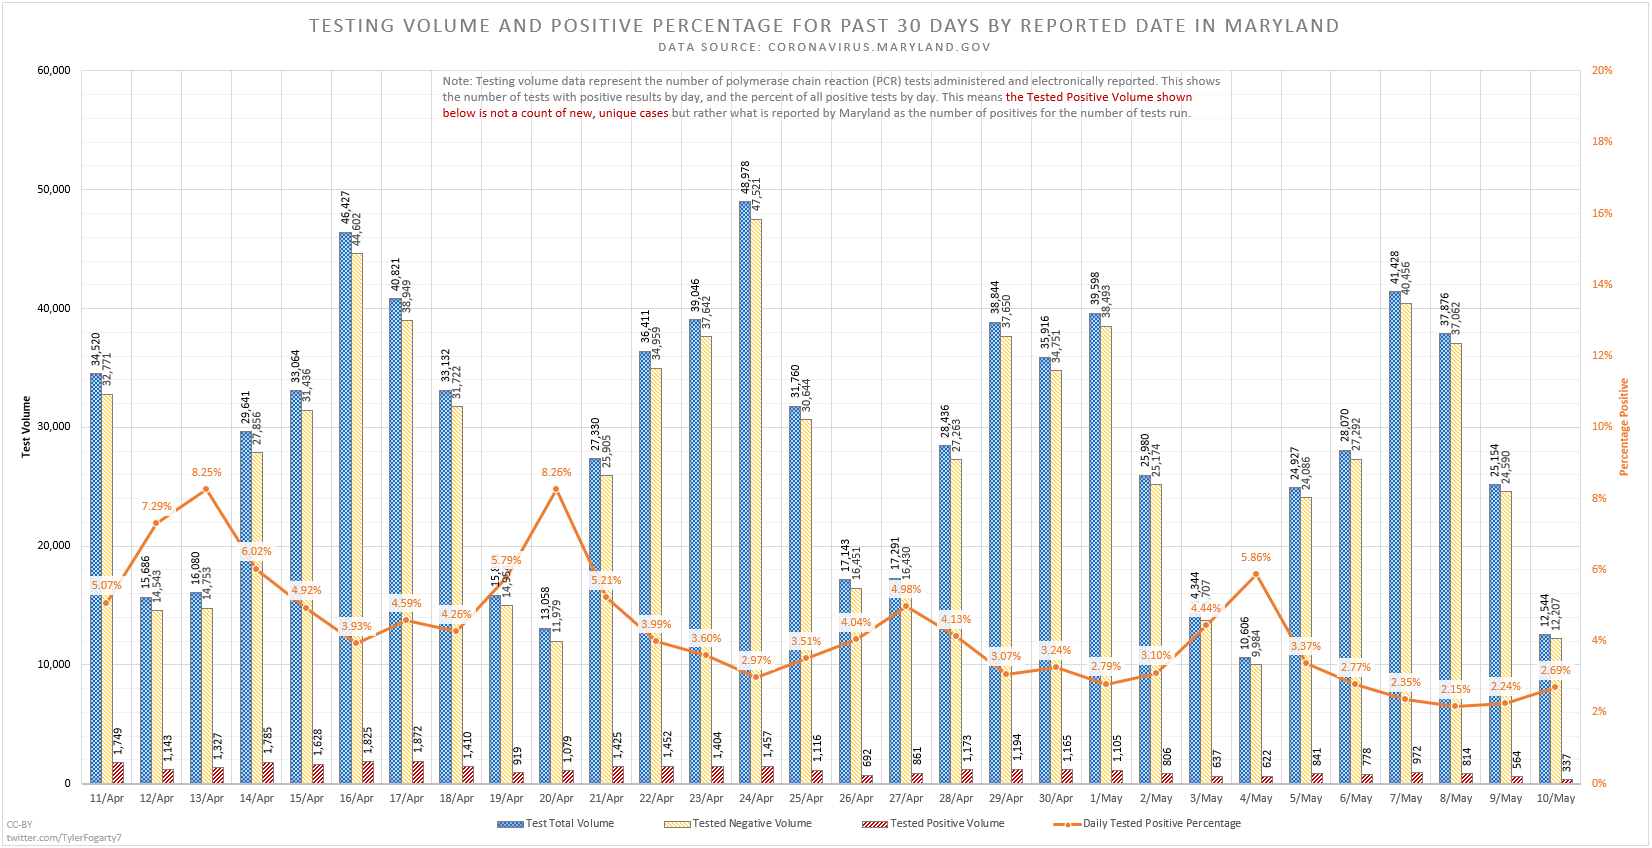 TESTING VOLUME AND POSITIVE PERCENTAGE FOR PAST 30 DAYS BY REPORTED DATE IN MARYLAND
DATA SOURCE: CORONAVIRUS.MARYLAND.GOV
Note: Testing volume data represent the number of polymerase chain reaction (PCR) tests administered and electronically reported. This shows
the number of tests with positive results by day, and the percent of all positive tests by day. This means the Tested Positive Volume shown
below is not a count of new, unique cases but rather what is reported by Maryland as the number of positives for the number of tests run.
Test Volume
60,000
50,000
40,000
30,000
20,000
10,000
0
Percentage Positive
20%
18%
16%
14%
12%
10%
8%
6%
4%
2%
0%
34,520 32,771 5.07% 1,749
15,686 14,543 7.29% 1,143
16,080 14,753 8.25% 1,327
29,641 27,856 6.02% 1,785
33,064 31,436 4.92% 1,628
46,427 44,602 3.93% 1,825
40,821 38,949 4.59% 1,872
33,132 31,722 4.26% 1,410
5.79% 919
13,058 11,979 8.26% 1,079
27,330 25,905 5.21% 1,425
36,411 34,959 3.99% 1,452
39,046 37,642 3.60% 1,404
48,978 47,521 2.97% 1,457
31,760 30,644 3.51% 1,116
17,143 16,451 4.04% 692
17,291 16,430 4.98% 861
28,436 27,263 4.13% 1,173
38,844 37,650 3.07% 1,194
35,916 34,751 3.24% 1,165
39,598 38,493 2.79% 1,105
25,980 25,174 3.10% 806
4.44% 637
10,606 9,984 5.86% 622
24,927 24,086 3.37% 841
28,070 27,292 2.77% 778
41,428 40,456 2.35% 972
37,876 37,062 2.15% 814
25,154 24,590 2.24% 564
12,544 12,207 2.69% 337
11/Apr 12/Apr 13/Apr 14/Apr 15/Apr 16/Apr 17/Apr 18/Apr 19/Apr 20/Apr 21/Apr 22/Apr 23/Apr 24/Apr 25/Apr 26/Apr 27/Apr 28/Apr 29/Apr 30/Apr 1/May 2/May 3/May 4/May 5/May 6/May 7/May 8/May 9/May 10/May
Test Total Volume Tested Negative Volume Tested Positive Volume Daily Tested Positive Percentage
CC-BY
twitter.com/TylerFogarty7